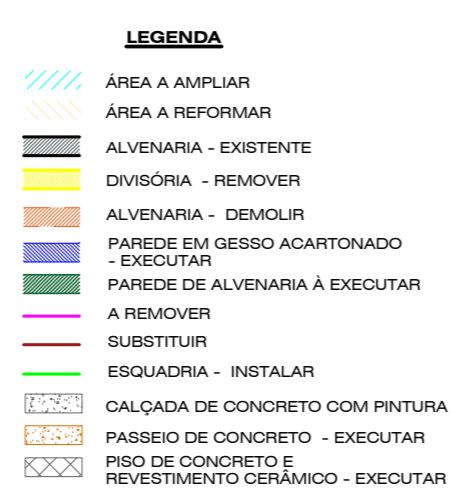 LEGENDA
ÁREA A AMPLIAR
ÁREA A REFORMAR
ALVENARIA - EXISTENTE
DIVISÓRIA - REMOVER
ALVENARIA - DEMOLIR
PAREDE EM GESSO ACARTONADO
- EXECUTAR
PAREDE DE ALVENARIA À EXECUTAR
A REMOVER
SUBSTITUIR
ESQUADRIA - INSTALAR
CALÇADA DE CONCRETO COM PINTURA
PASSEIO DE CONCRETO - EXECUTAR
PISO DE CONCRETO E
REVESTIMENTO CERÂMICO - EXECUTAR